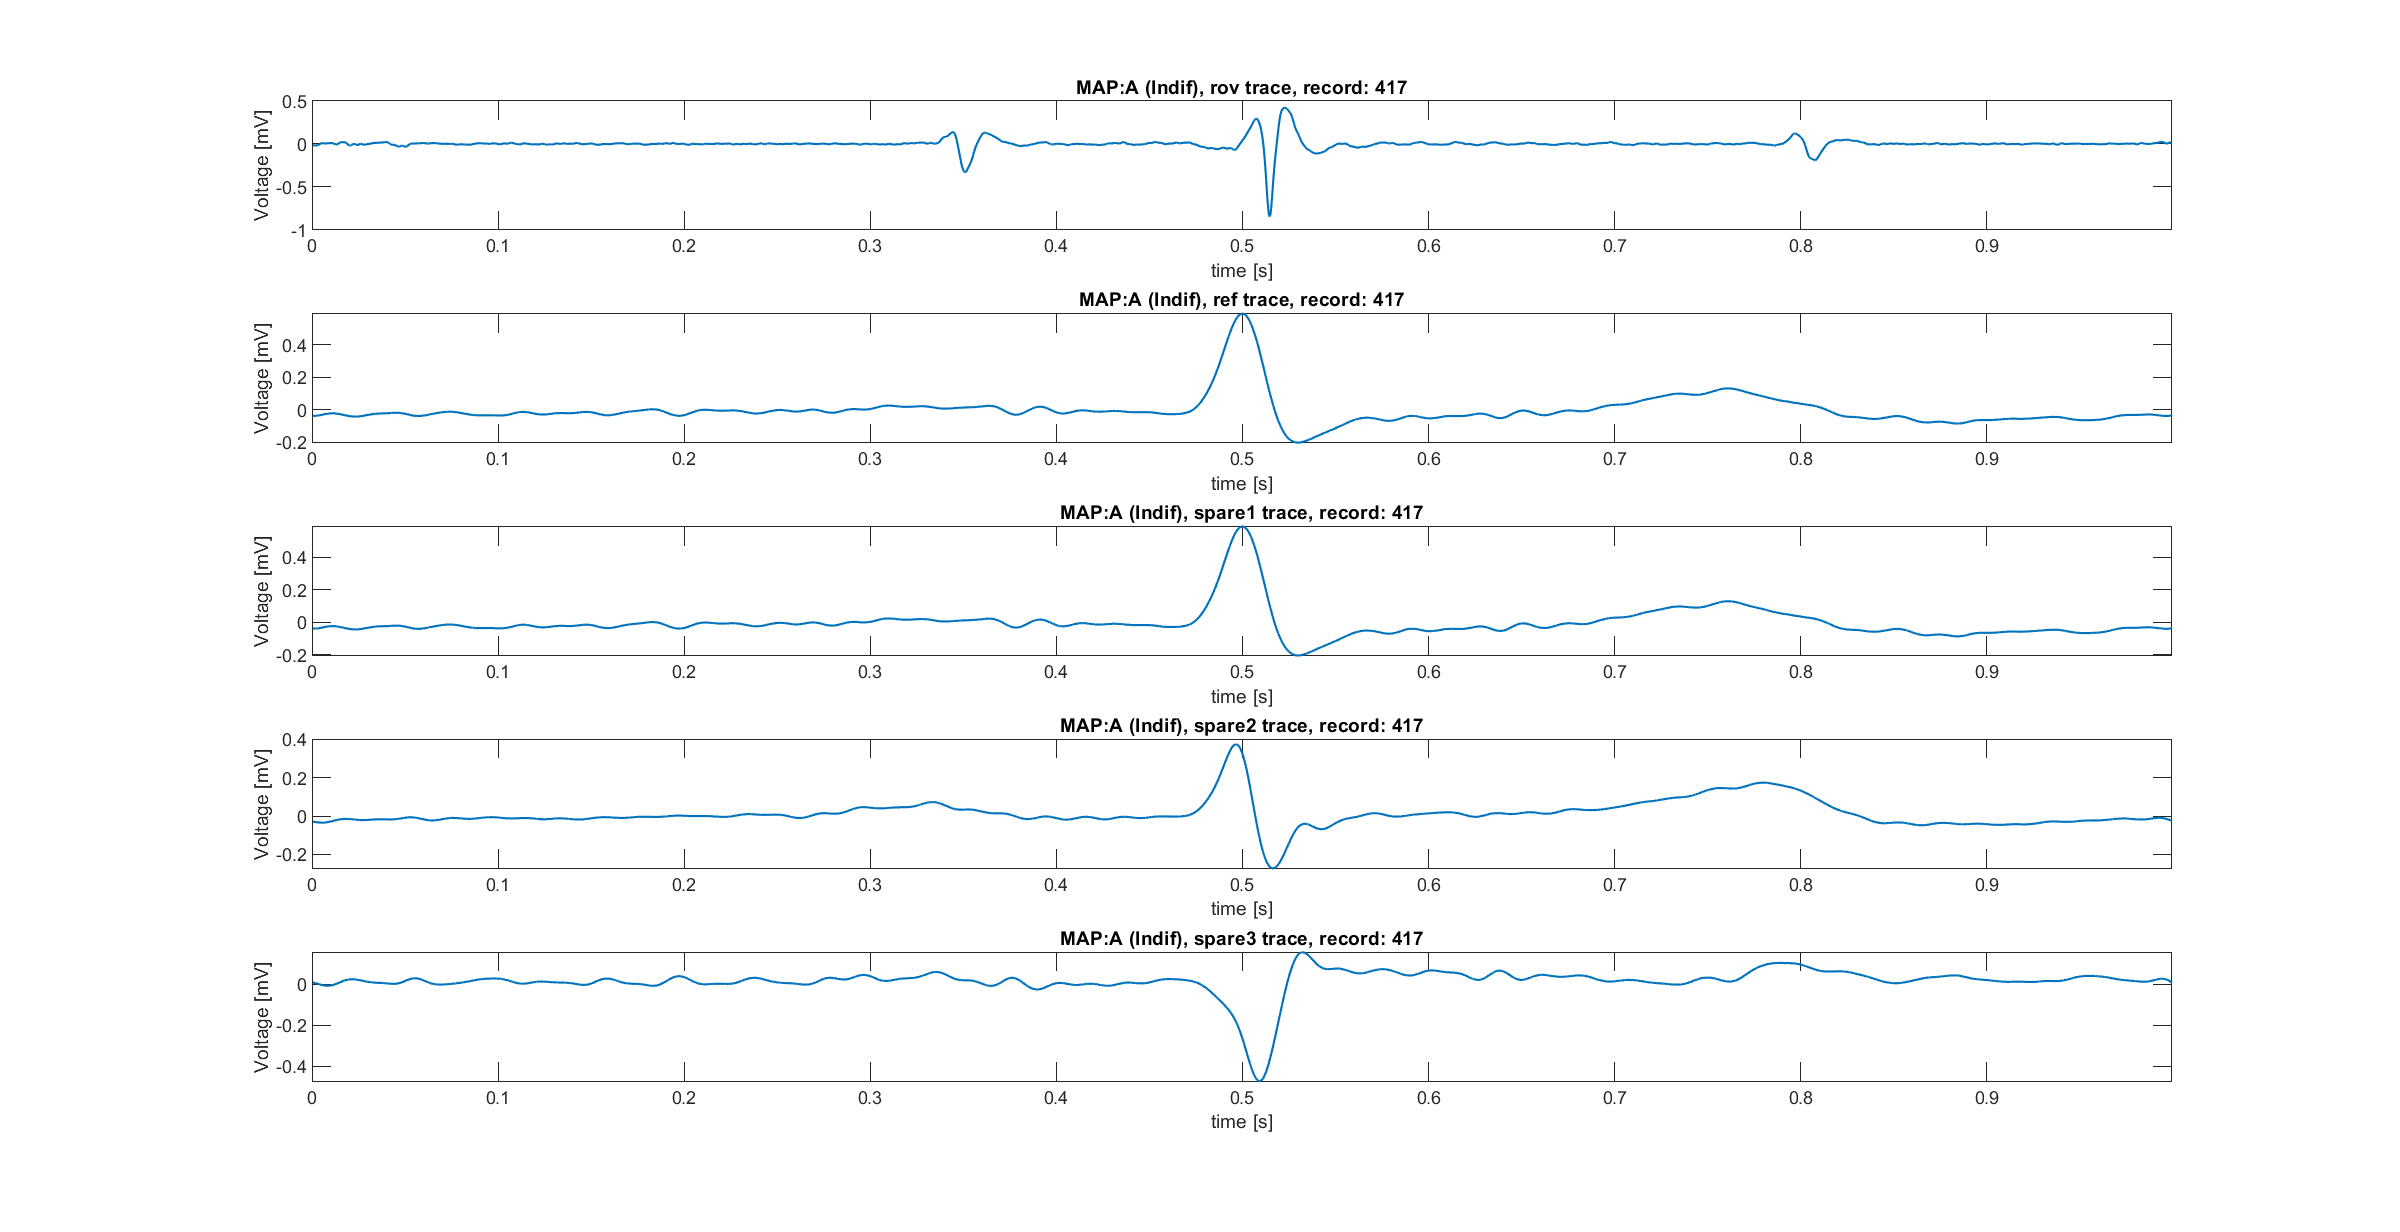 MAP:A (Indif), rov trace, record: 417
Voltage [mV]
0.5
0
-0.5
-1
0 0.1 0.2 0.3 0.4 0.5 0.6 0.7 0.8 0.9
time [s]
MAP:A (Indif), ref trace, record: 417
Voltage [mV]
0.4
0.2
0
-0.2
0 0.1 0.2 0.3 0.4 0.5 0.6 0.7 0.8 0.9
time [s]
MAP:A (Indif), spare1 trace, record: 417
Voltage [mV]
0.4
0.2
0
-0.2
0 0.1 0.2 0.3 0.4 0.5 0.6 0.7 0.8 0.9
time [s]
MAP:A (Indif), spare2 trace, record: 417
Voltage [mV]
0.4
0.2
0
-0.2
0 0.1 0.2 0.3 0.4 0.5 0.6 0.7 0.8 0.9
time [s]
MAP:A (Indif), spare3 trace, record: 417
Voltage [mV]
0
-0.2
-0.4
0 0.1 0.2 0.3 0.4 0.5 0.6 0.7 0.8 0.9
time [s]